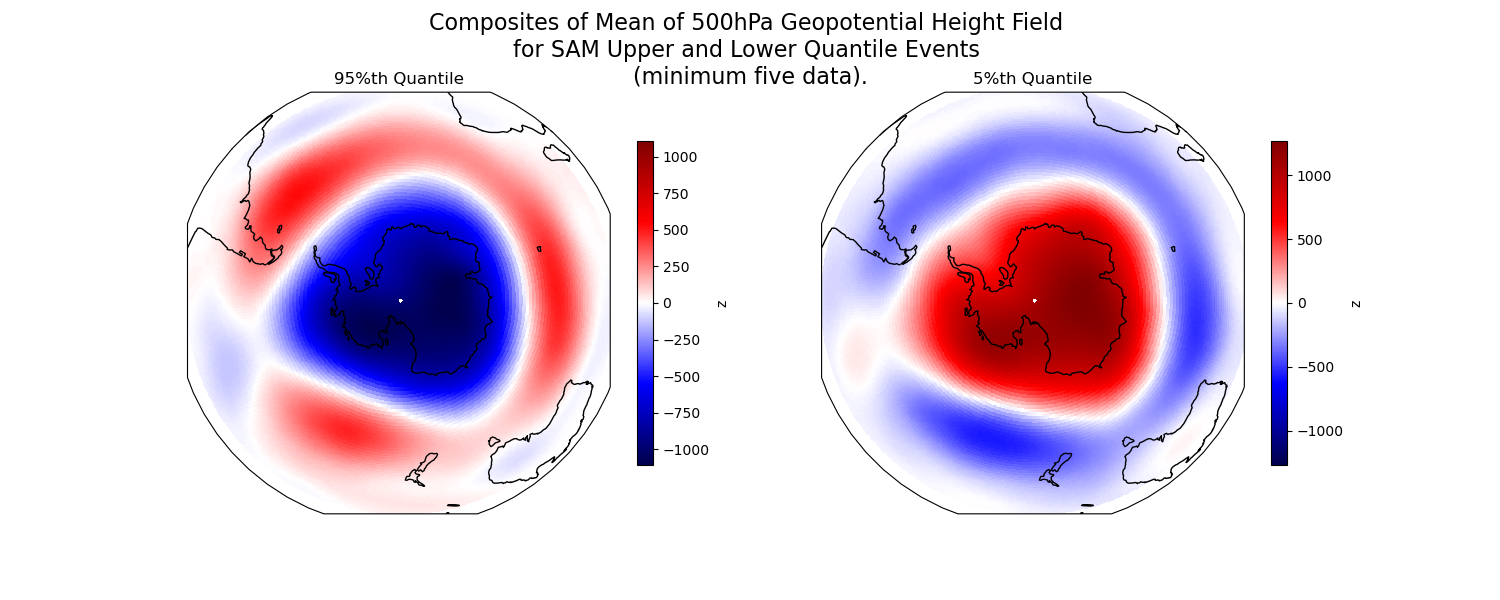 Composites of Mean of 500hPa Geopotential Height Field
for SAM Upper and Lower Quantile Events
(minimum five data).
95%th Quantile
5%th Quantile
1000
750
500
250
0
−250
−500
−750
−1000
z
1000
500
0
−500
−1000
z